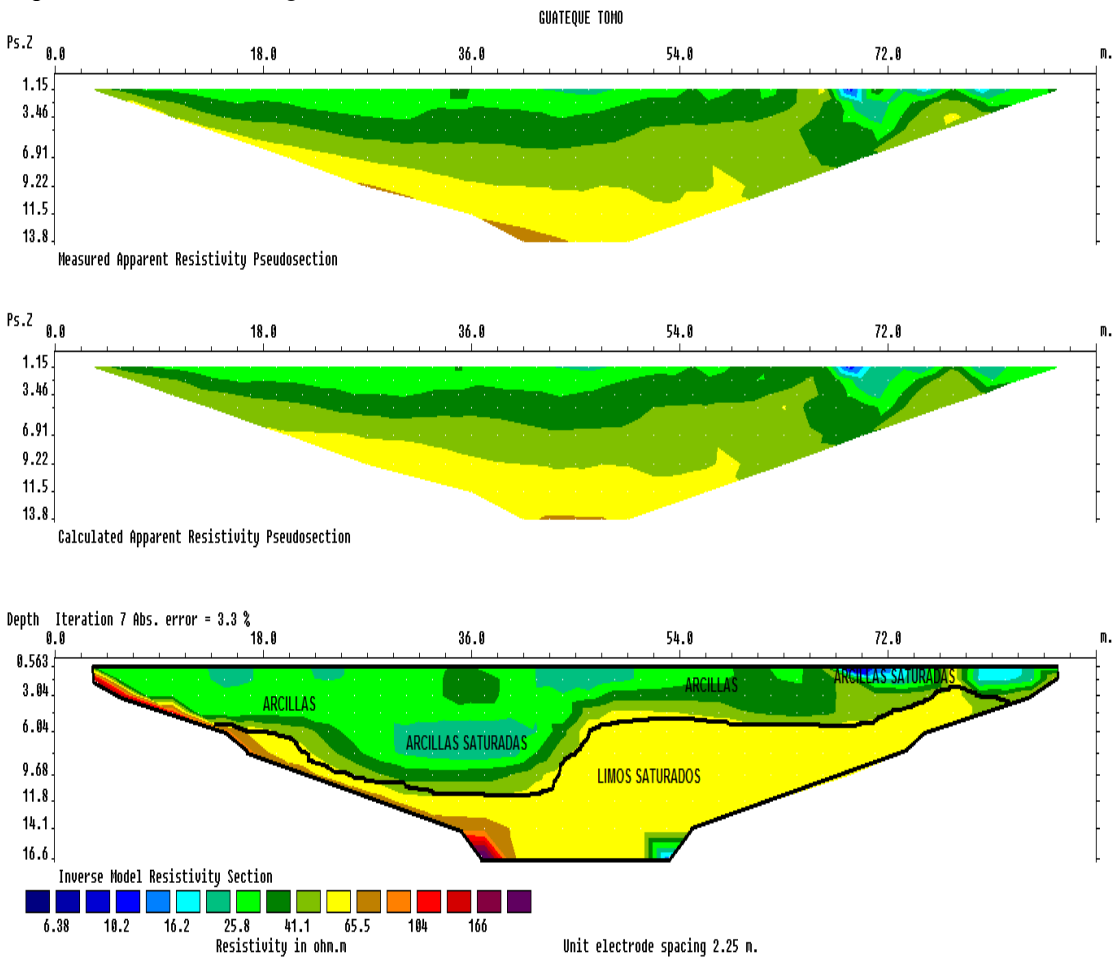 GUATEQUE TOMO
Ps.Z 0.0 18.0 36.0 54.0 72.0 m.
1.15
3.46
6.91
9.22
11.5
13.8
Measured Apparent Resistivity Pseudosection
Ps.Z 0.0 18.0 36.0 54.0 72.0 m.
1.15
3.46
6.91
9.22
11.5
13.8
Calculated Apparent Resistivity Pseudosection
Depth Iteration 7 Abs. error = 3.3 %
0.0 18.0 36.0 54.0 72.0 m.
0.563
3.04
6.04
9.68
11.8
14.1
16.6
ARCILLAS
ARCILLAS SATURADAS
ARCILLAS
ARCILLAS SATURADAS
LIMOS SATURADOS
Inverse Model Resistivity Section
6.38 10.2 16.2 25.8 41.1 65.5 104 166
Resistivity in ohm.m Unit electrode spacing 2.25 m.